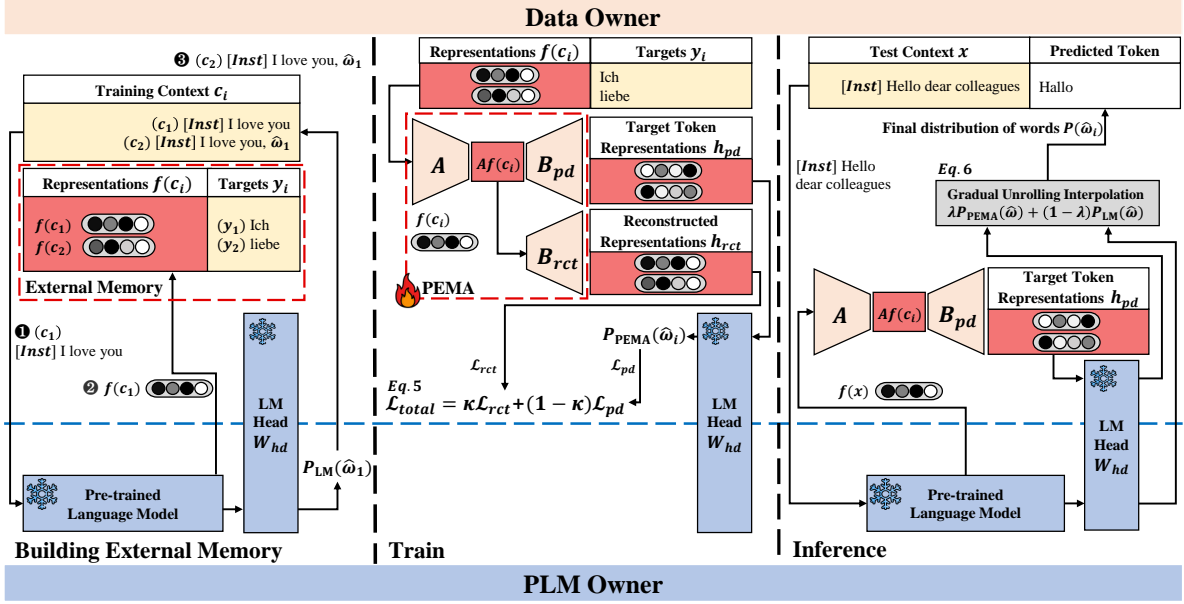 Data Owner
❸ (c₂) [Inst] I love you, ω̂₁
Training Context cᵢ
(c₁) [Inst] I love you
(c₂) [Inst] I love you, ω̂₁
Representations f(cᵢ)
Targets yᵢ
f(c₁)
f(c₂)
(y₁) Ich
(y₂) liebe
External Memory
❶ (c₁)
[Inst] I love you
❷ f(c₁)
LM
Head
W_hd
P_LM(ω̂₁)
Pre-trained
Language Model
Building External Memory
Representations f(cᵢ)
Targets yᵢ
Ich
liebe
A
Af(cᵢ)
B_pd
Target Token
Representations h_pd
f(cᵢ)
B_rct
Reconstructed
Representations h_rct
PEMA
P_PEMA(ω̂ᵢ)
ℒ_rct
ℒ_pd
Eq. 5
ℒ_total = κℒ_rct+(1 − κ)ℒ_pd
LM
Head
W_hd
Train
Test Context x
Predicted Token
[Inst] Hello dear colleagues
Hallo
Final distribution of words P(ω̂ᵢ)
[Inst] Hello
dear colleagues
Eq. 6
Gradual Unrolling Interpolation
λP_PEMA(ω̂) + (1 − λ)P_LM(ω̂)
A
Af(cᵢ)
B_pd
Target Token
Representations h_pd
f(x)
LM
Head
W_hd
Pre-trained
Language Model
Inference
PLM Owner